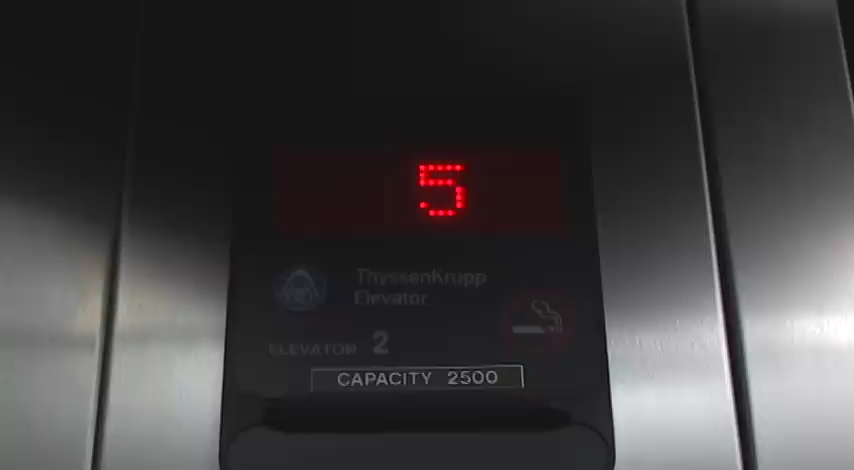 5
ThyssenKrupp
Elevator
ELEVATOR 2
CAPACITY 2500